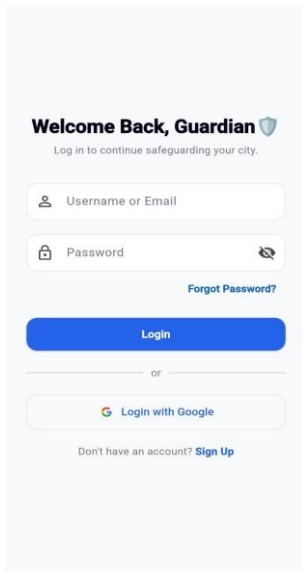 Welcome Back, Guardian🛡️
Log in to continue safeguarding your city.
Username or Email
Password
Forgot Password?
Login
or
Login with Google
Don't have an account? Sign Up